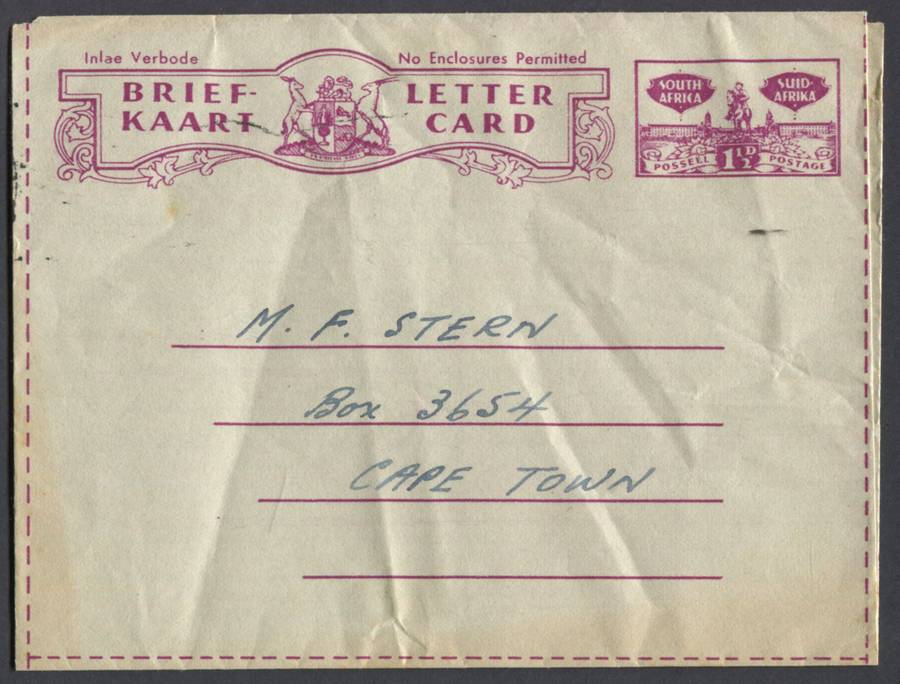 Inlae Verbode
No Enclosures Permitted
BRIEF-
KAART
LETTER
CARD
SOUTH
AFRICA
SUID-
AFRIKA
POSSEËL 1½D POSTAGE
M. F. STERN
Box 3654
CAPE TOWN